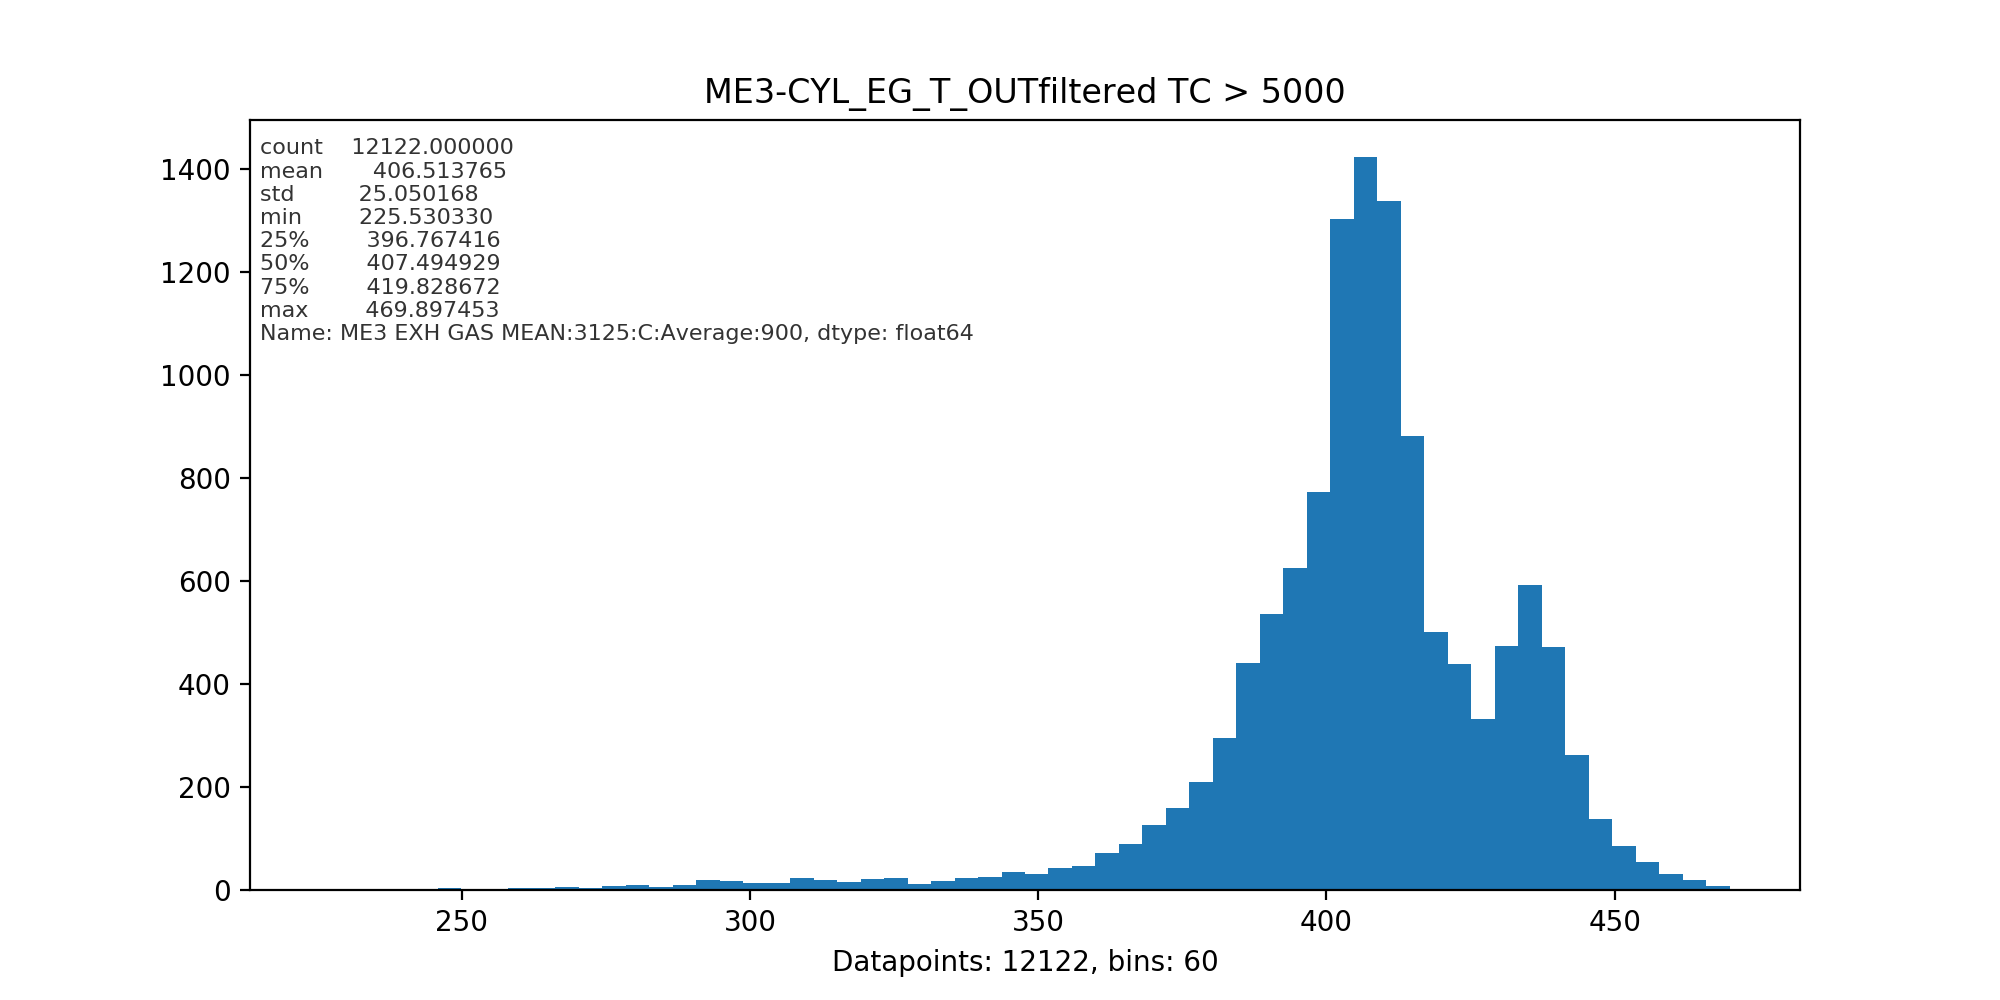 ME3-CYL_EG_T_OUTfiltered TC > 5000
count 12122.000000
mean 406.513765
std 25.050168
min 225.530330
25% 396.767416
50% 407.494929
75% 419.828672
max 469.897453
Name: ME3 EXH GAS MEAN:3125:C:Average:900, dtype: float64
1400
1200
1000
800
600
400
200
0
250 300 350 400 450
Datapoints: 12122, bins: 60